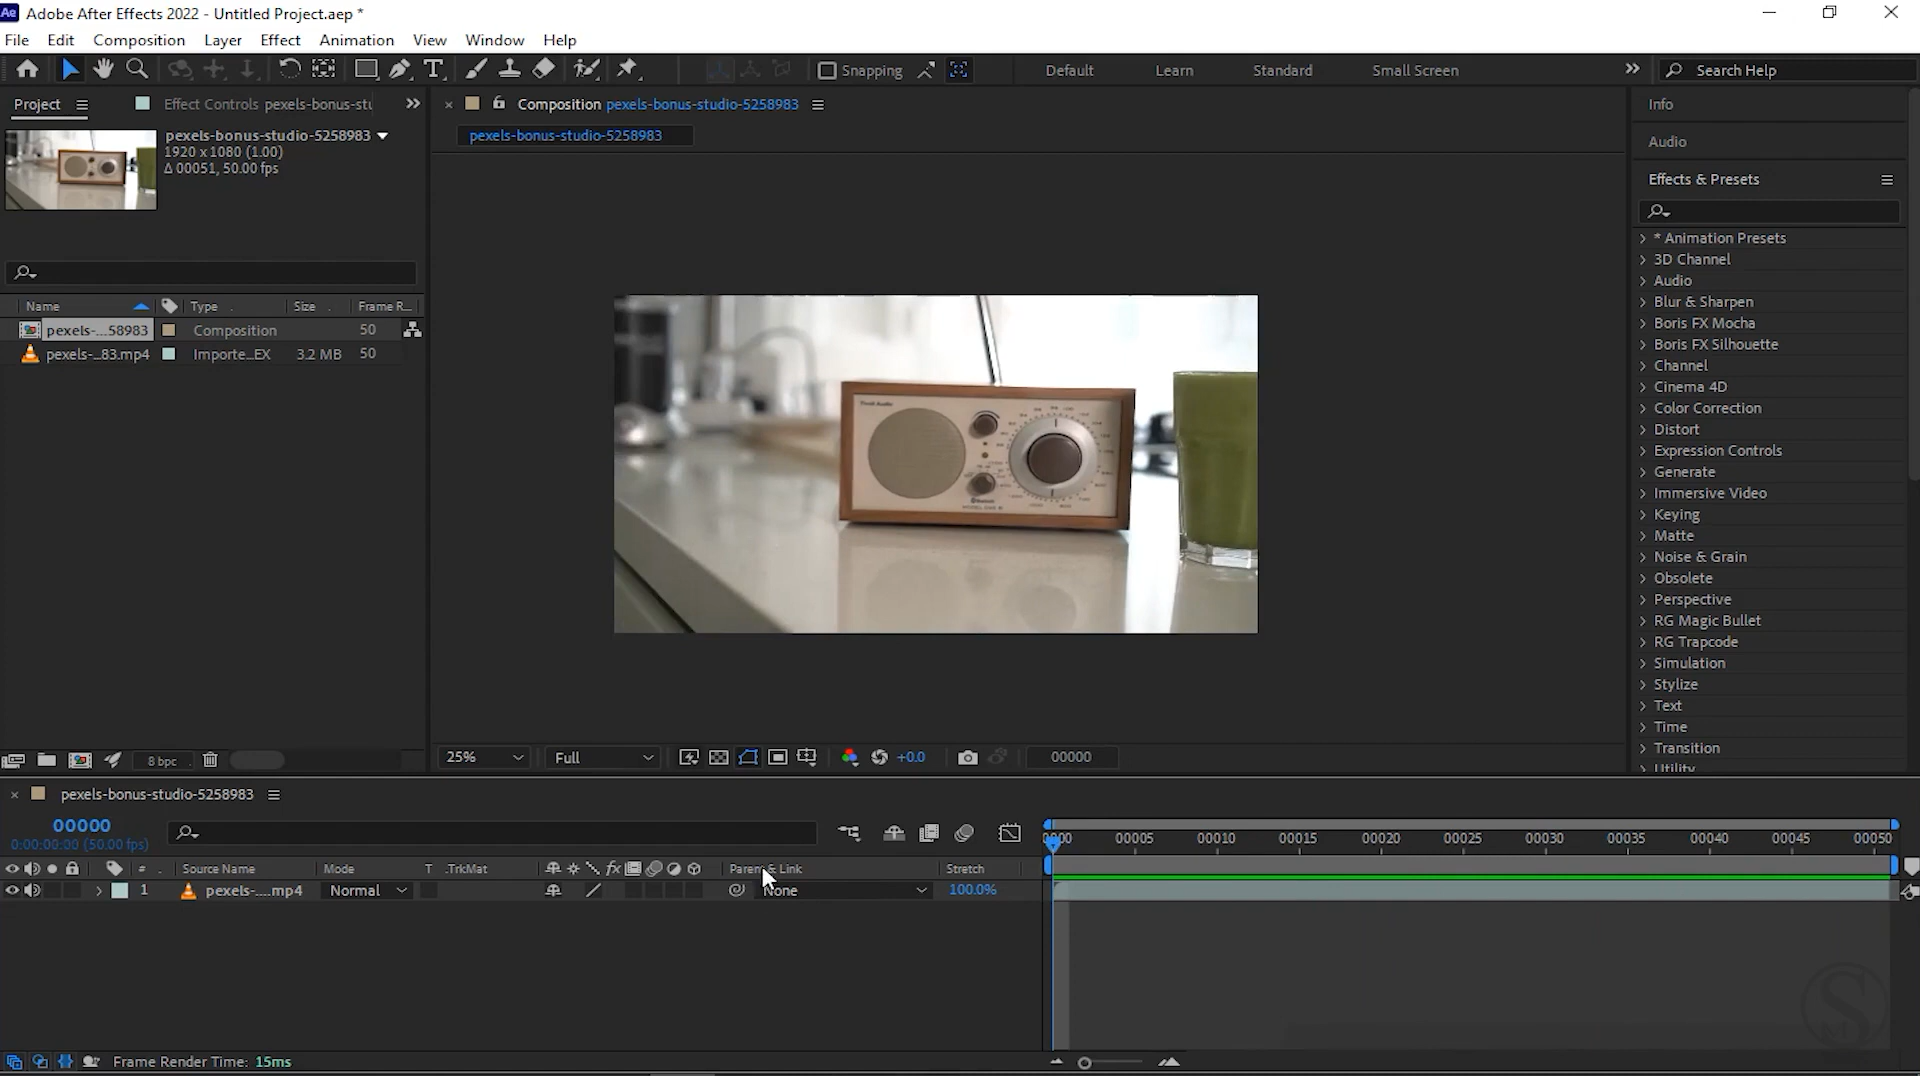 Ae Adobe After Effects 2022 - Untitled Project.aep *
File Edit Composition Layer Effect Animation View Window Help
Snapping Default Learn Standard Small Screen Search Help
Project Effect Controls pexels-bonus-stu
Composition pexels-bonus-studio-5258983
pexels-bonus-studio-5258983
pexels-bonus-studio-5258983
1920 x 1080 (1.00)
Δ 00051, 50.00 fps
Name Type Size Frame R...
pexels-...58983 Composition 50
pexels-...83.mp4 Importe...EX 3.2 MB 50
8 bpc
Tivoli Audio
25% Full +0.0 00000
Info
Audio
Effects & Presets
* Animation Presets
3D Channel
Audio
Blur & Sharpen
Boris FX Mocha
Boris FX Silhouette
Channel
Cinema 4D
Color Correction
Distort
Expression Controls
Generate
Immersive Video
Keying
Matte
Noise & Grain
Obsolete
Perspective
RG Magic Bullet
RG Trapcode
Simulation
Stylize
Text
Time
Transition
Utility
pexels-bonus-studio-5258983
00000
0:00:00:00 (50.00 fps)
0000 00005 00010 00015 00020 00025 00030 00035 00040 00045 00050
# Source Name Mode T .TrkMat fx Parent & Link Stretch
1 pexels-....mp4 Normal None 100.0%
Frame Render Time: 15ms